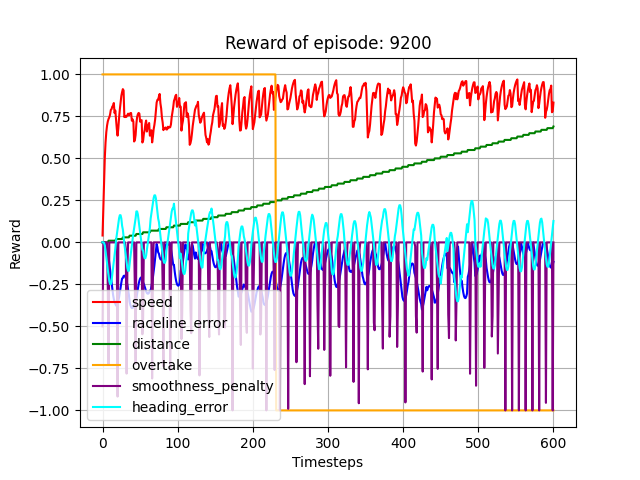 Reward of episode: 9200
1.00
0.75
0.50
0.25
0.00
−0.25
−0.50
−0.75
−1.00
Reward
speed
raceline_error
distance
overtake
smoothness_penalty
heading_error
0 100 200 300 400 500 600
Timesteps